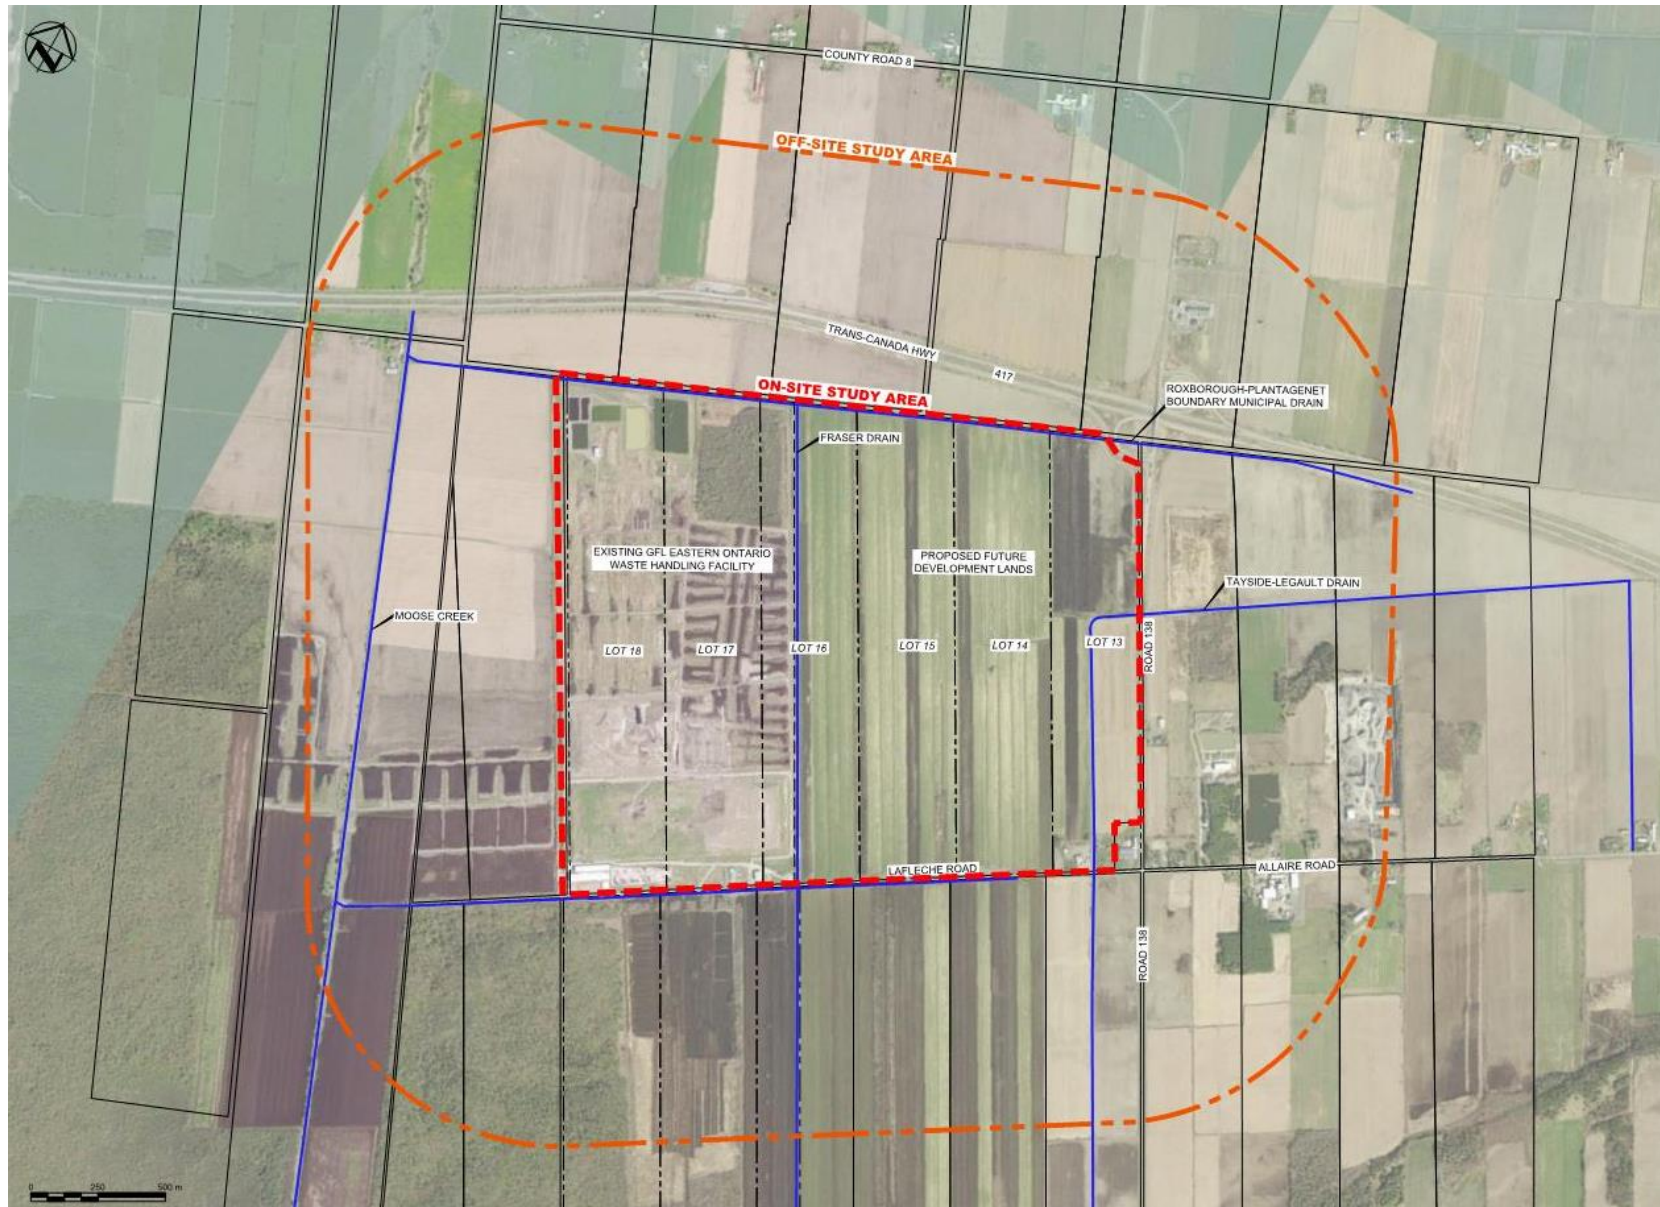 N
COUNTY ROAD 8
OFF-SITE STUDY AREA
TRANS-CANADA HWY
417
ON-SITE STUDY AREA
ROXBOROUGH-PLANTAGENET
BOUNDARY MUNICIPAL DRAIN
FRASER DRAIN
EXISTING GFL EASTERN ONTARIO
WASTE HANDLING FACILITY
PROPOSED FUTURE
DEVELOPMENT LANDS
TAYSIDE-LEGAULT DRAIN
MOOSE CREEK
LOT 18
LOT 17
LOT 16
LOT 15
LOT 14
LOT 13
ROAD 138
LAFLECHE ROAD
ALLAIRE ROAD
ROAD 138
0 250 500 m